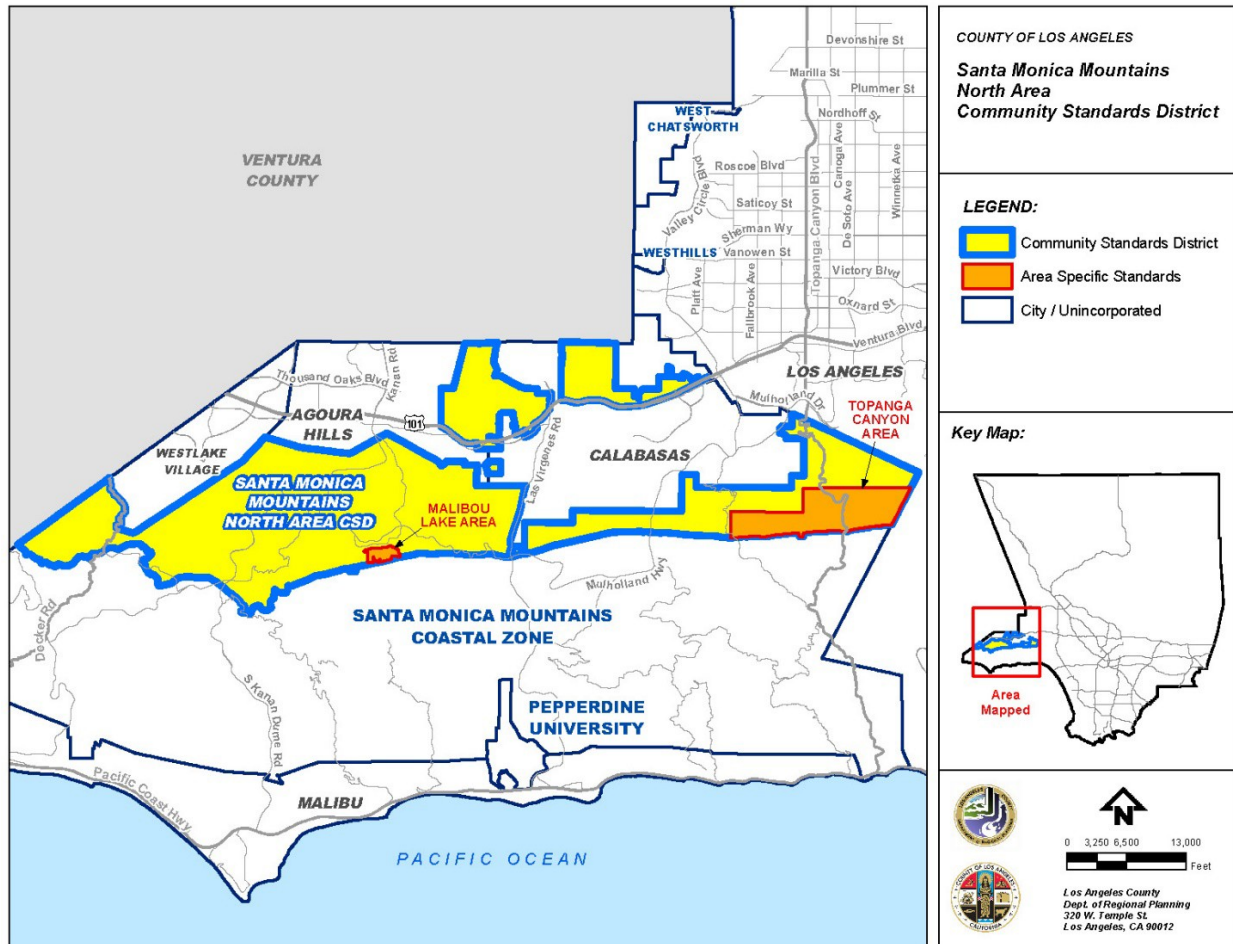 VENTURA
COUNTY
WEST
CHATSWORTH
Devonshire St
Marilla St
Plummer St
Nordhoff St
Roscoe Blvd
Valley Circle Blvd
Saticoy St
Sherman Wy
WESTHILLS
Vanowen St
Topanga Canyon Blvd
Canoga Ave
De Soto Ave
Winnetka Ave
Platt Ave
Fallbrook Ave
Victory Blvd
Oxnard St
Ventura Blvd
Thousand Oaks Blvd
Kanan Rd
LOS ANGELES
Mulholland Dr
TOPANGA
CANYON
AREA
AGOURA
HILLS
101
WESTLAKE
VILLAGE
Las Virgenes Rd
CALABASAS
SANTA MONICA
MOUNTAINS
NORTH AREA CSD
MALIBOU
LAKE AREA
Mulholland Hwy
Decker Rd
SANTA MONICA MOUNTAINS
COASTAL ZONE
S Kanan Dume Rd
PEPPERDINE
UNIVERSITY
Pacific Coast Hwy
MALIBU
PACIFIC OCEAN
COUNTY OF LOS ANGELES
Santa Monica Mountains
North Area
Community Standards District
LEGEND:
Community Standards District
Area Specific Standards
City / Unincorporated
Key Map:
Area
Mapped
N
0 3,250 6,500 13,000
Feet
COUNTY OF LOS ANGELES
CALIFORNIA
Los Angeles County
Dept. of Regional Planning
320 W. Temple St.
Los Angeles, CA 90012